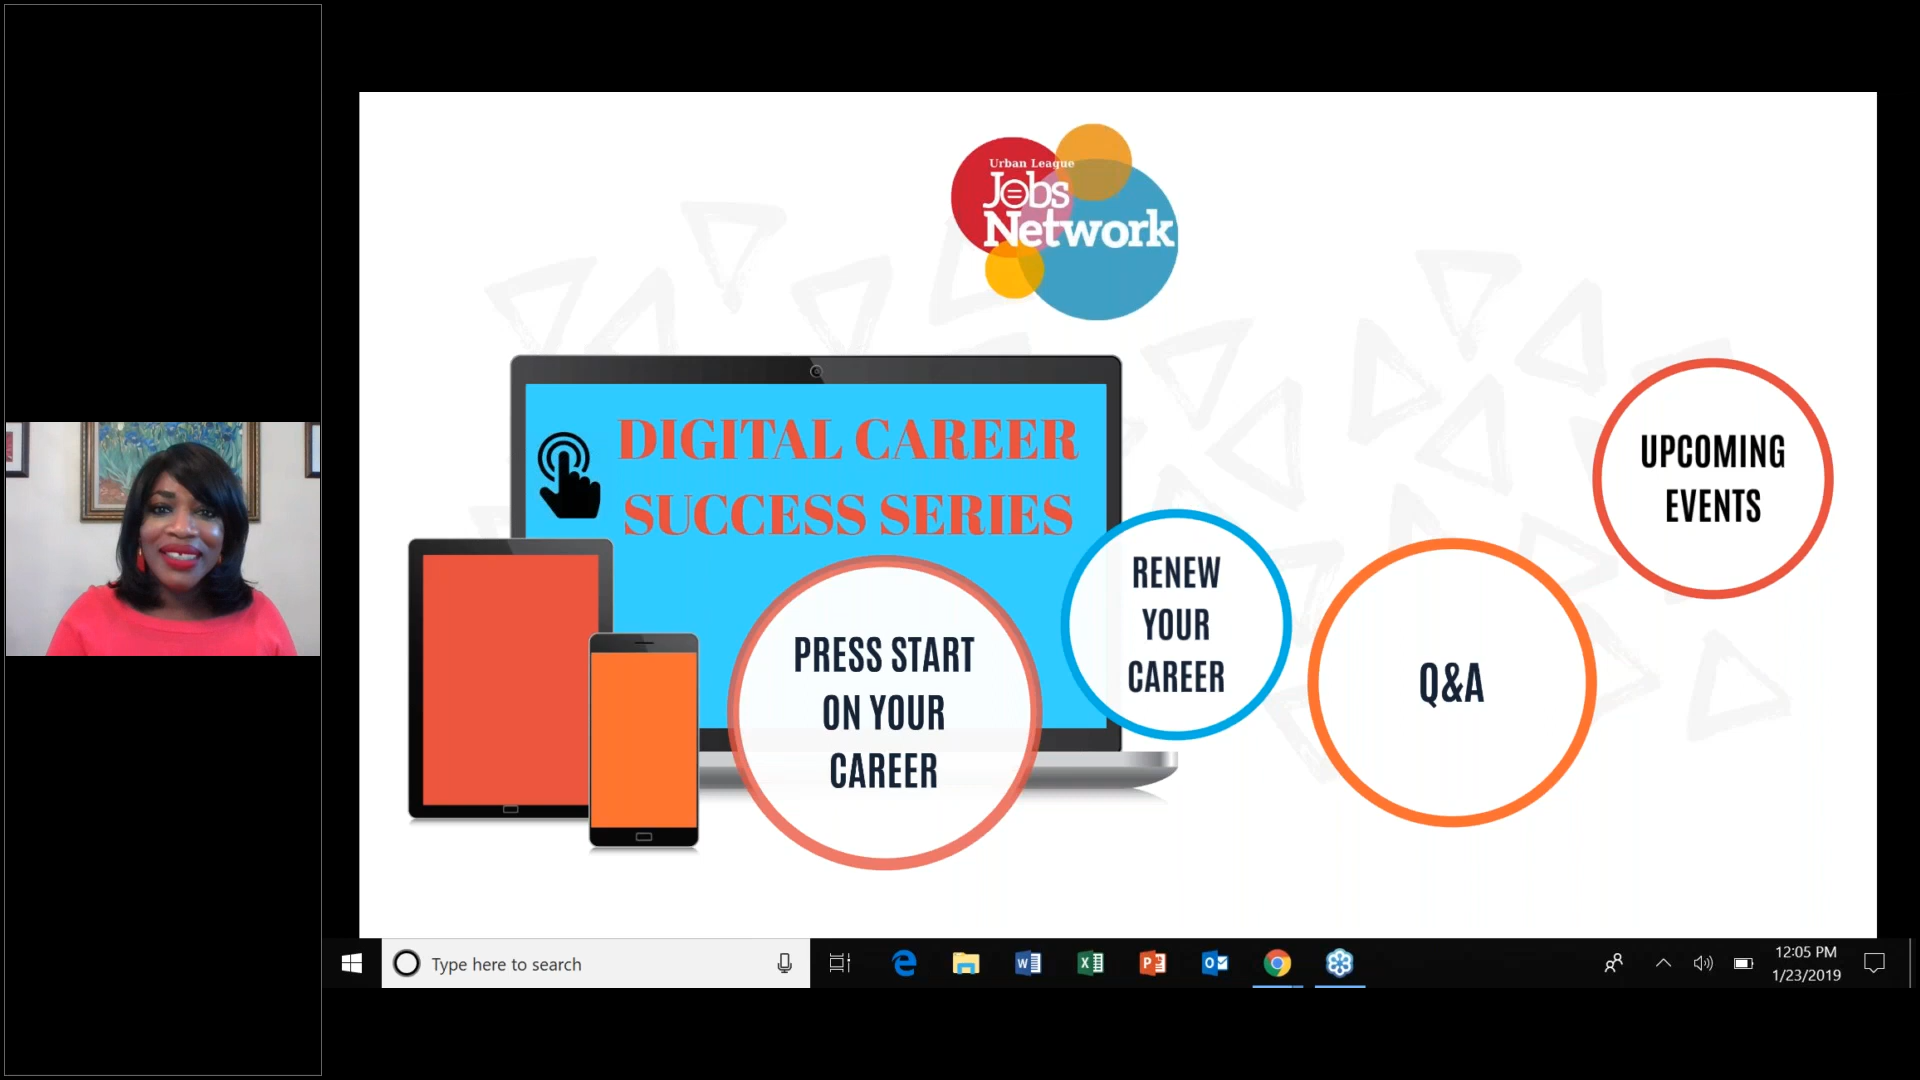 Urban League
Jobs
Network
DIGITAL CAREER
SUCCESS SERIES
PRESS START
ON YOUR
CAREER
RENEW
YOUR
CAREER
Q&A
UPCOMING
EVENTS
Type here to search
12:05 PM
1/23/2019